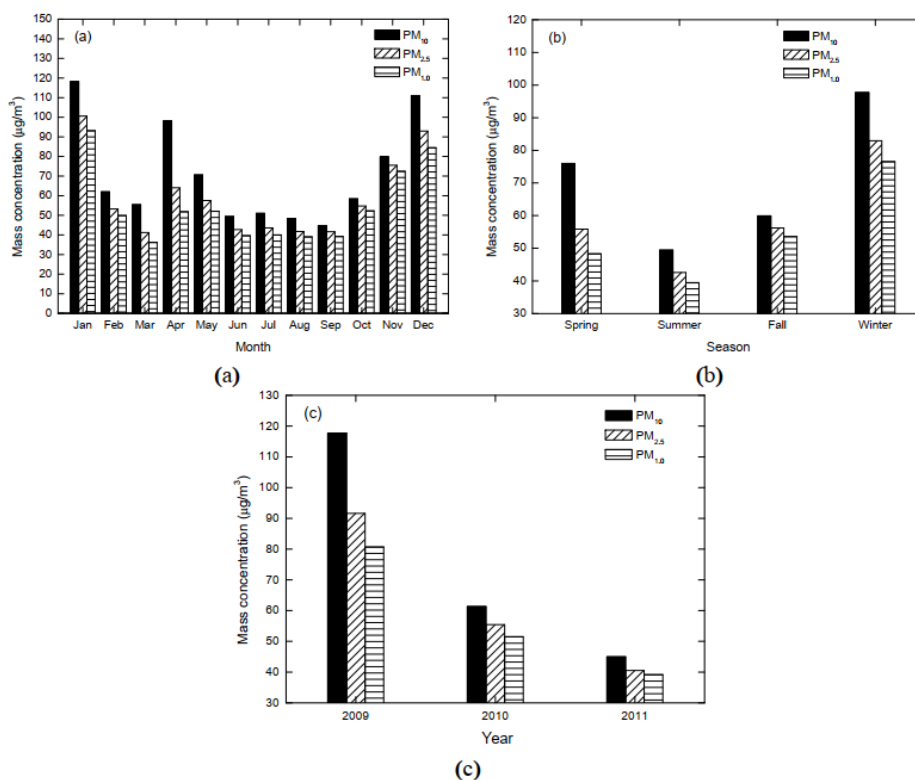 (a)
PM10
PM2.5
PM1.0
Mass concentration (μg/m³)
150
140
130
120
110
100
90
80
70
60
50
40
30
20
10
0
Jan Feb Mar Apr May Jun Jul Aug Sep Oct Nov Dec
Month
(a)
(b)
PM10
PM2.5
PM1.0
Mass concentration (μg/m³)
120
110
100
90
80
70
60
50
40
30
Spring Summer Fall Winter
Season
(b)
(c)
PM10
PM2.5
PM1.0
Mass concentration (μg/m³)
130
120
110
100
90
80
70
60
50
40
30
2009 2010 2011
Year
(c)